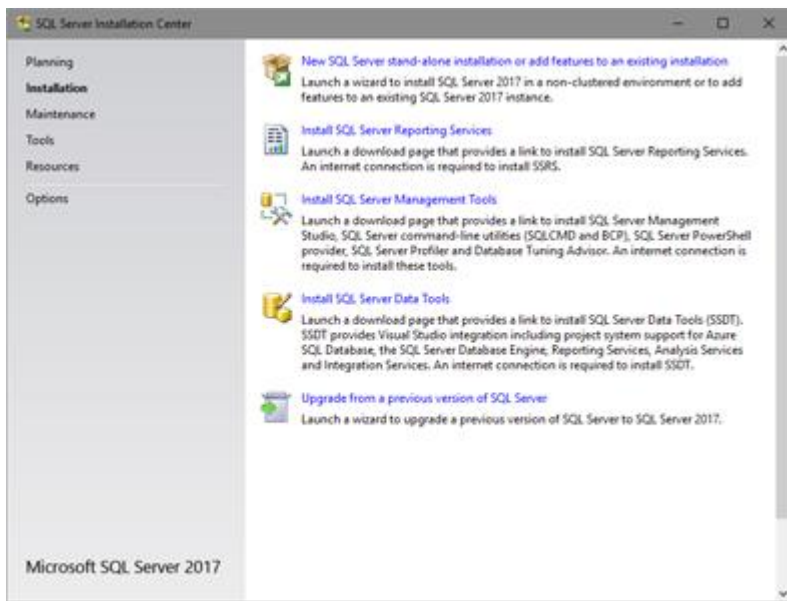 SQL Server Installation Center
Planning
Installation
Maintenance
Tools
Resources
Options
Microsoft SQL Server 2017
New SQL Server stand-alone installation or add features to an existing installation
Launch a wizard to install SQL Server 2017 in a non-clustered environment or to add
features to an existing SQL Server 2017 instance.
Install SQL Server Reporting Services
Launch a download page that provides a link to install SQL Server Reporting Services.
An internet connection is required to install SSRS.
Install SQL Server Management Tools
Launch a download page that provides a link to install SQL Server Management
Studio, SQL Server command-line utilities (SQLCMD and BCP), SQL Server PowerShell
provider, SQL Server Profiler and Database Tuning Advisor. An internet connection is
required to install these tools.
Install SQL Server Data Tools
Launch a download page that provides a link to install SQL Server Data Tools (SSDT).
SSDT provides Visual Studio integration including project system support for Azure
SQL Database, the SQL Server Database Engine, Reporting Services, Analysis Services
and Integration Services. An internet connection is required to install SSDT.
Upgrade from a previous version of SQL Server
Launch a wizard to upgrade a previous version of SQL Server to SQL Server 2017.